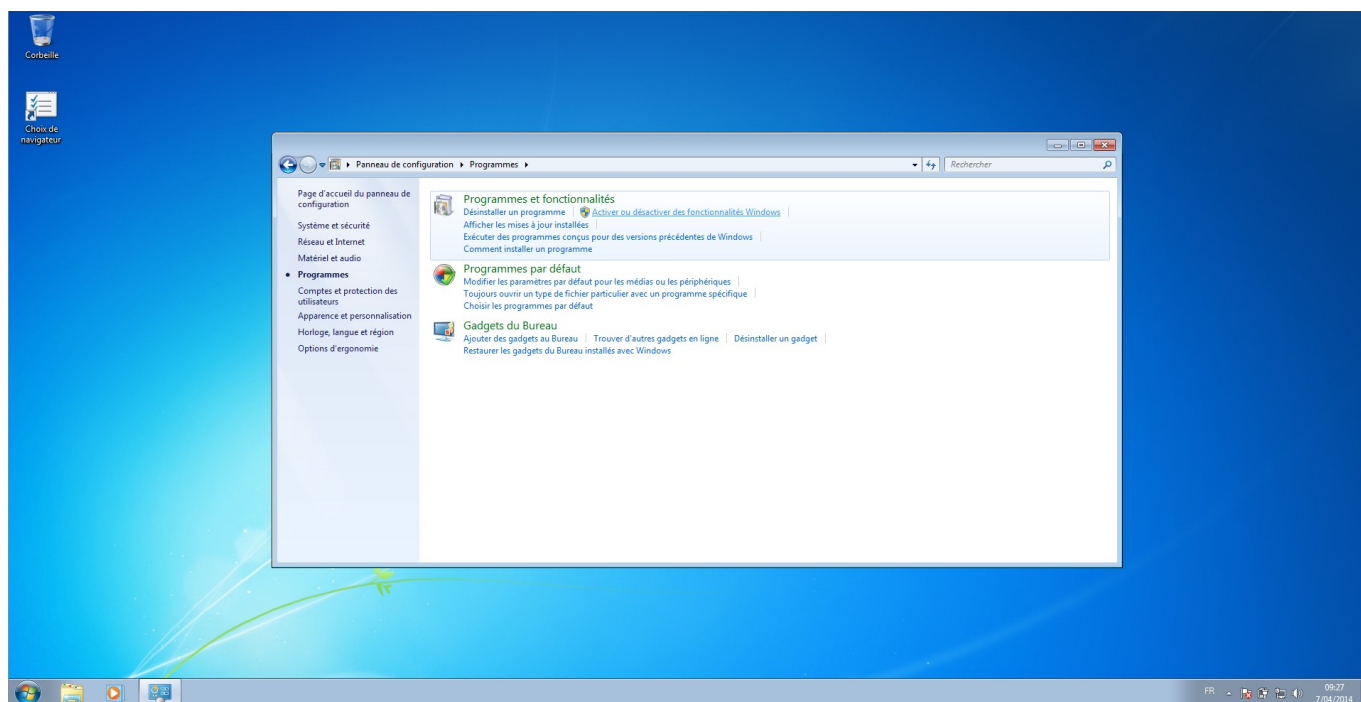 Corbeille
Choix de
navigateur
Panneau de configuration
Programmes
Rechercher
Page d'accueil du panneau de
configuration
Système et sécurité
Réseau et Internet
Matériel et audio
Programmes
Comptes et protection des
utilisateurs
Apparence et personnalisation
Horloge, langue et région
Options d'ergonomie
Programmes et fonctionnalités
Désinstaller un programme
Activer ou désactiver des fonctionnalités Windows
Afficher les mises à jour installées
Exécuter des programmes conçus pour des versions précédentes de Windows
Comment installer un programme
Programmes par défaut
Modifier les paramètres par défaut pour les médias ou les périphériques
Toujours ouvrir un type de fichier particulier avec un programme spécifique
Choisir les programmes par défaut
Gadgets du Bureau
Ajouter des gadgets au Bureau
Trouver d'autres gadgets en ligne
Désinstaller un gadget
Restaurer les gadgets du Bureau installés avec Windows
FR
09:27
7/04/2014